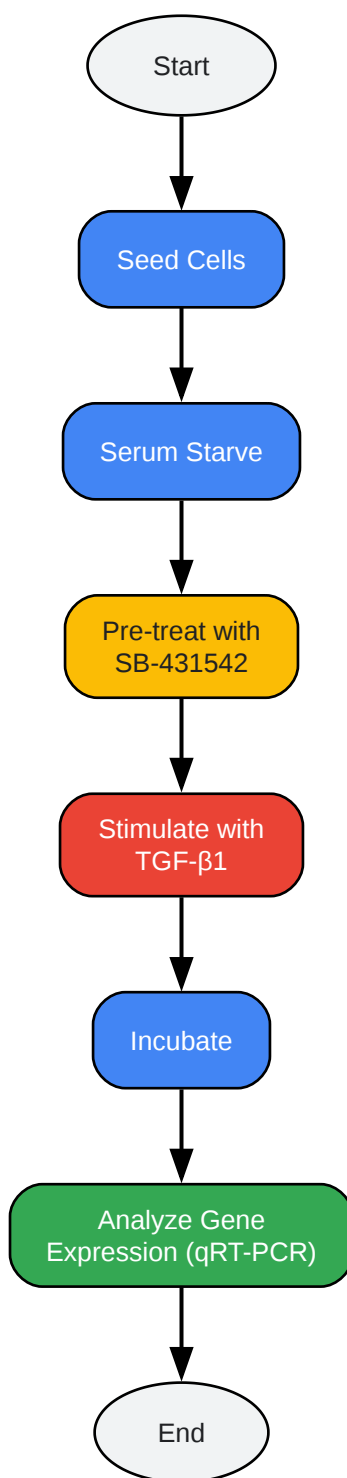 Start
Seed Cells
Serum Starve
Pre-treat with
SB-431542
Stimulate with
TGF-β1
Incubate
Analyze Gene
Expression (qRT-PCR)
End